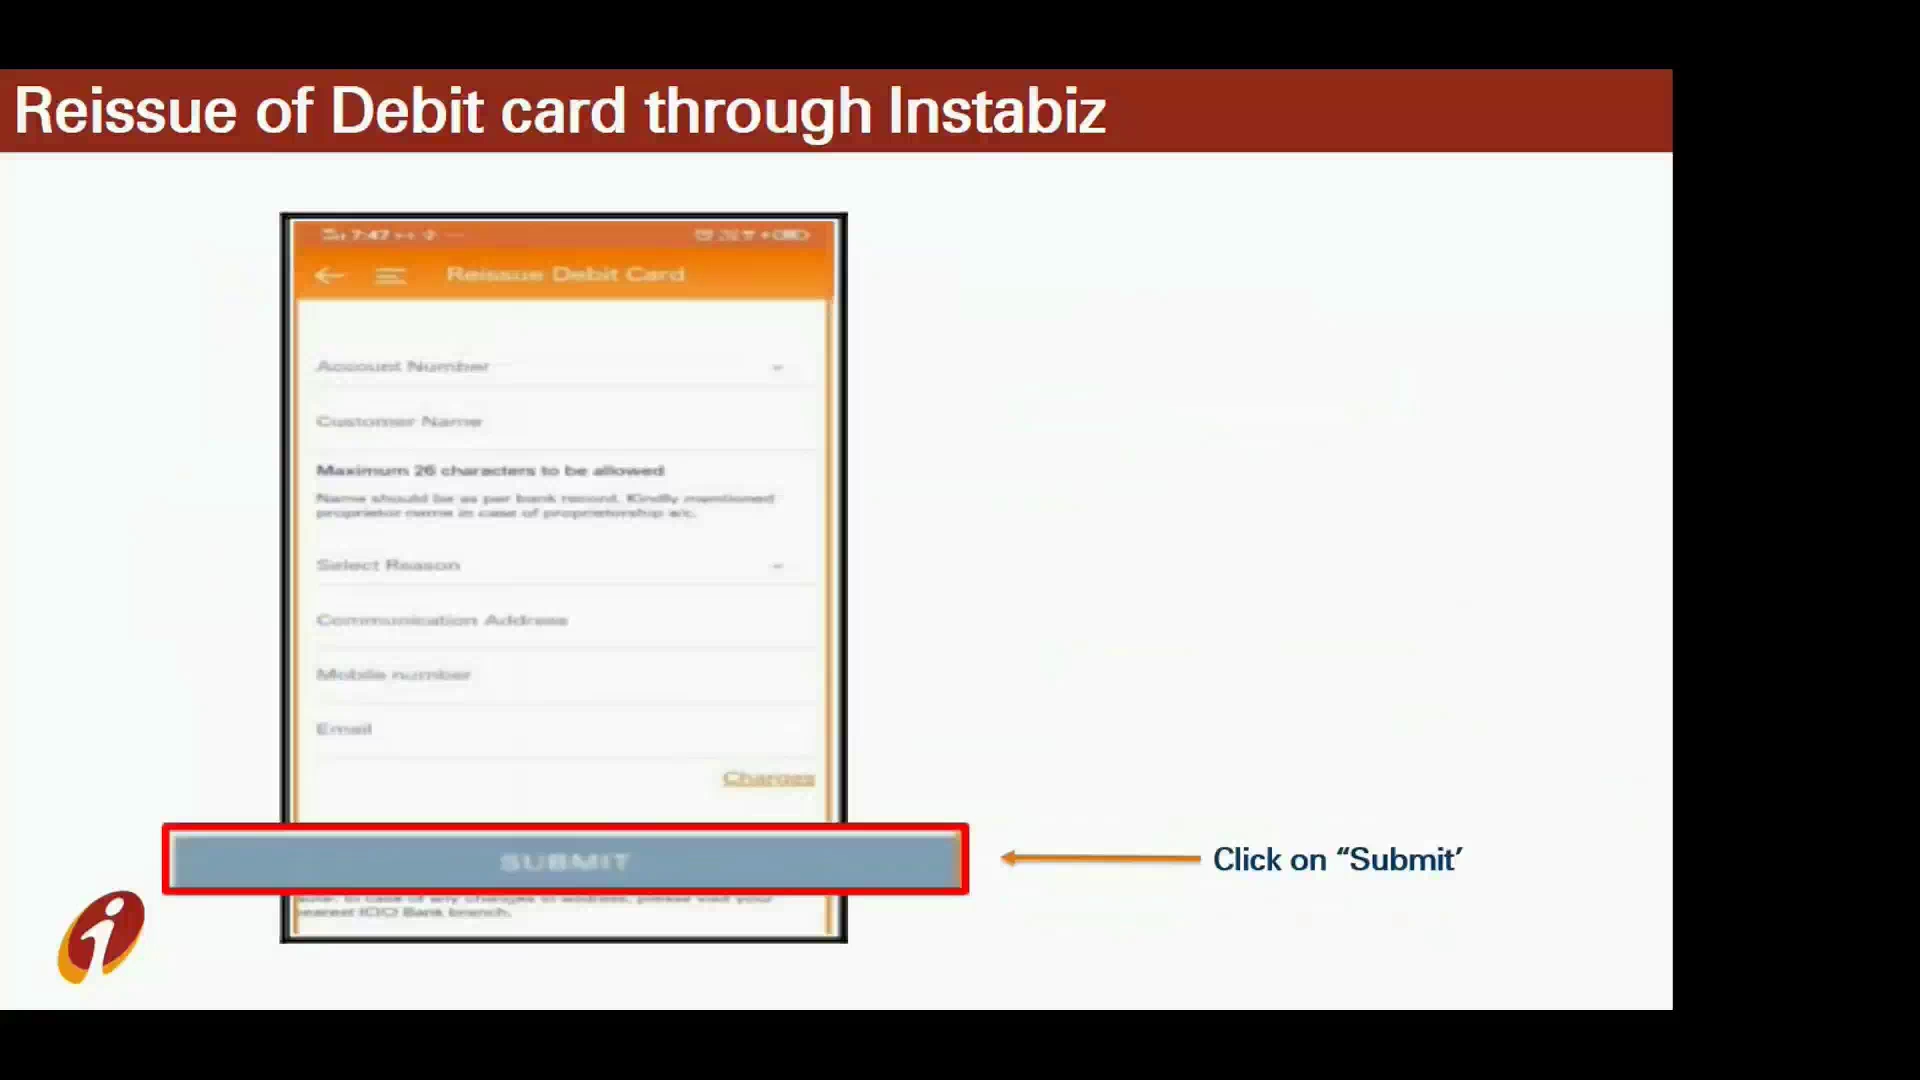 Reissue of Debit card through Instabiz
7:47
Reissue Debit Card
Account Number
Customer Name
Maximum 26 characters to be allowed
Name should be as per bank record. Kindly mentioned
proprietor name in case of proprietorship a/c.
Select Reason
Communication Address
Mobile number
Email
Charges
SUBMIT
Click on “Submit’
Note: In case of any changes in address, please visit your
nearest ICICI Bank branch.